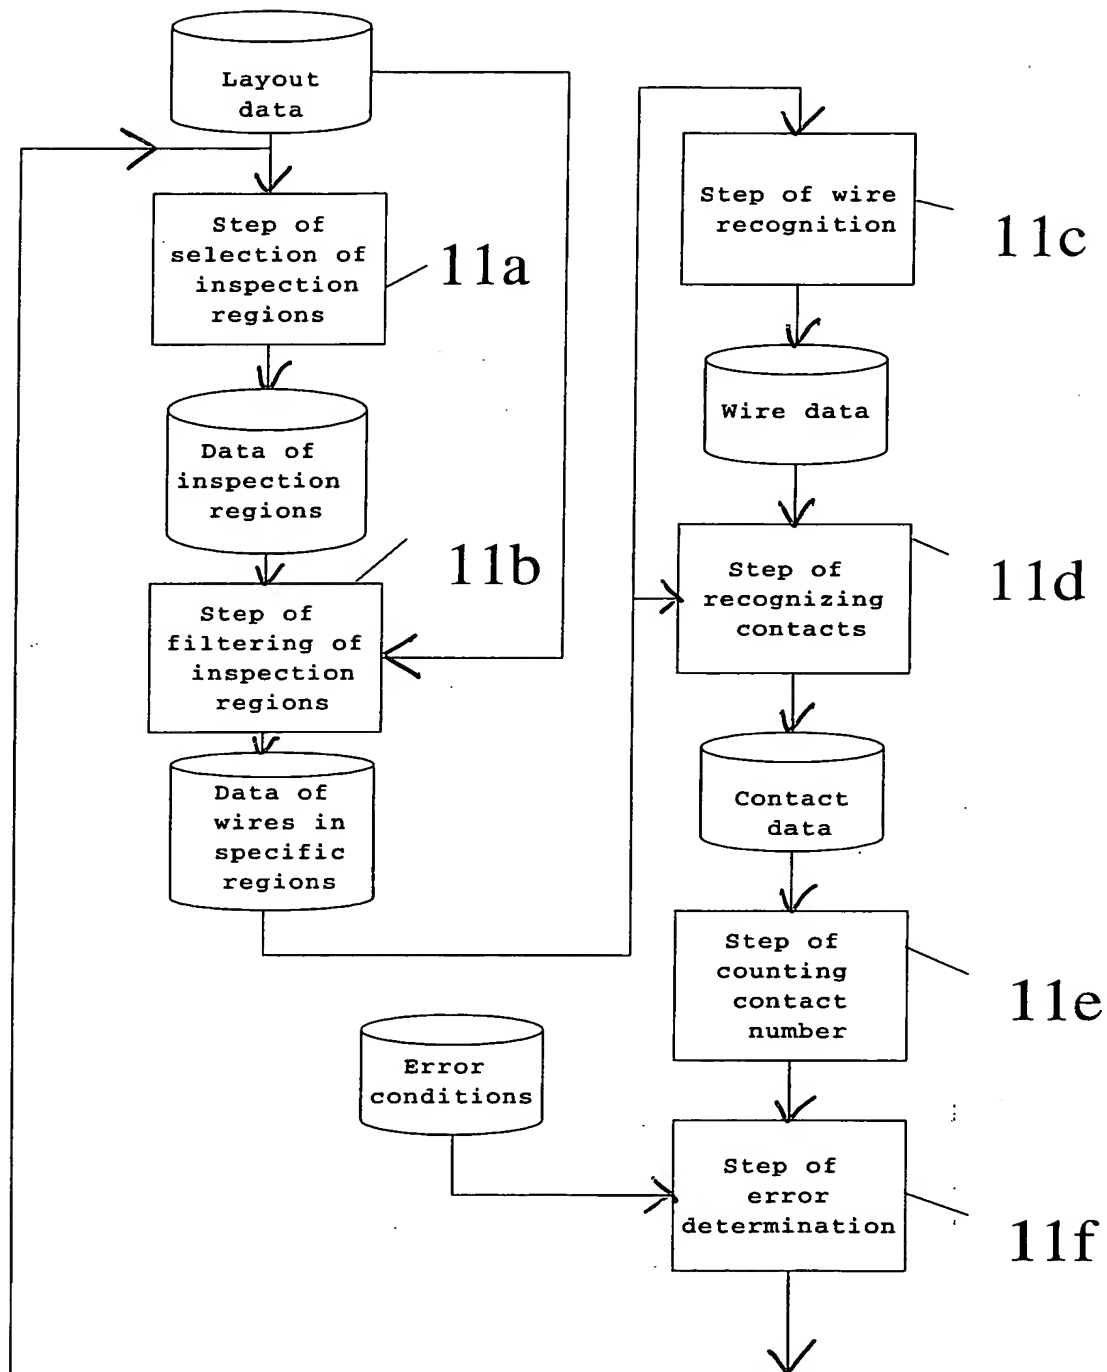 Layout
data
Step of
selection of
inspection
regions
11a
Data of
inspection
regions
11b
Step of
filtering of
inspection
regions
Data of
wires in
specific
regions
Step of wire
recognition
11c
Wire data
Step of
recognizing
contacts
11d
Contact
data
Step of
counting
contact
number
11e
Error
conditions
Step of
error
determination
11f